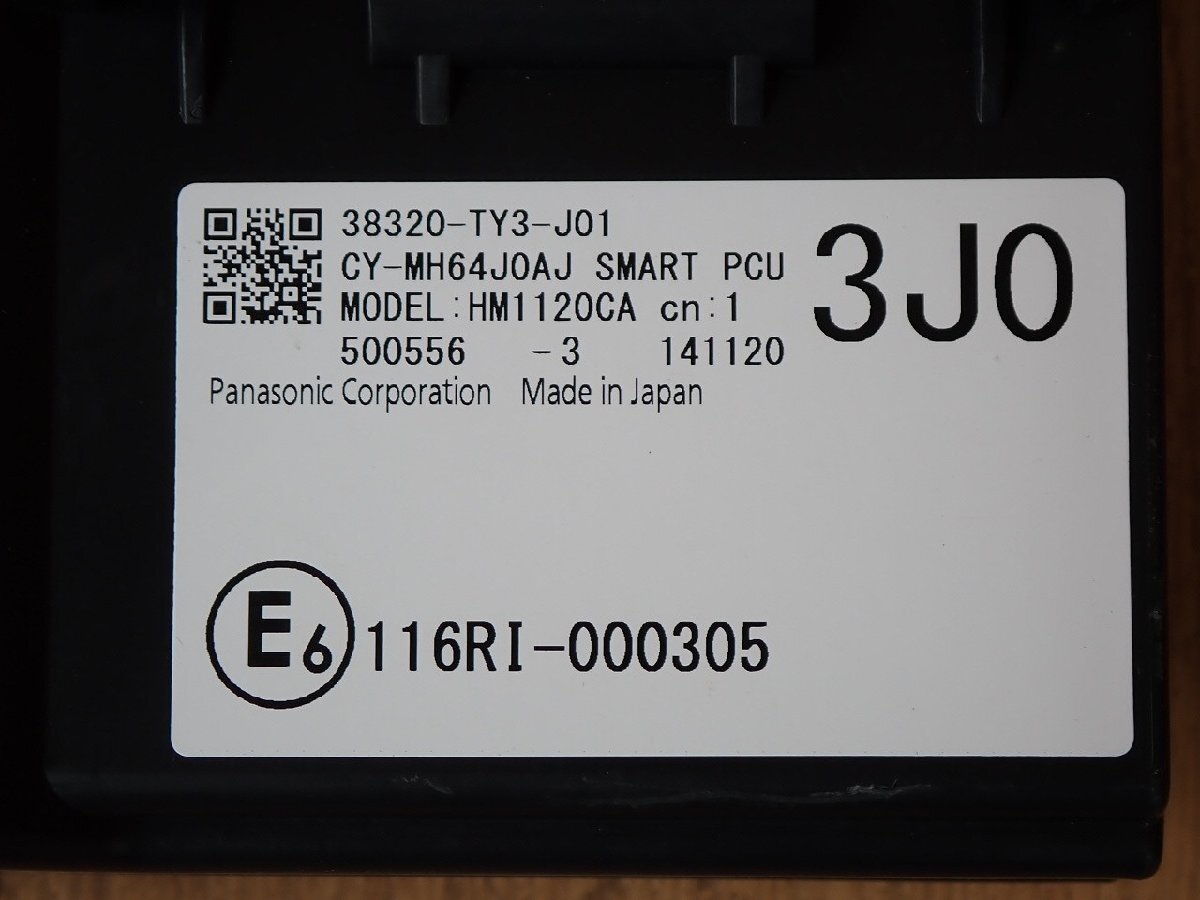 38320-TY3-J01
CY-MH64J0AJ SMART PCU
MODEL:HM1120CA cn:1
500556 -3 141120
3J0
Panasonic Corporation Made in Japan
E6 116RI-000305